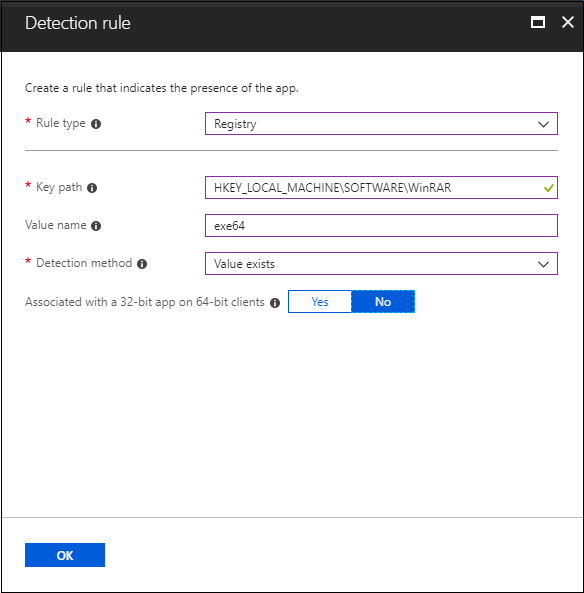 Detection rule
Create a rule that indicates the presence of the app.
* Rule type
Registry
* Key path
HKEY_LOCAL_MACHINE\SOFTWARE\WinRAR
Value name
exe64
* Detection method
Value exists
Associated with a 32-bit app on 64-bit clients
Yes
No
OK